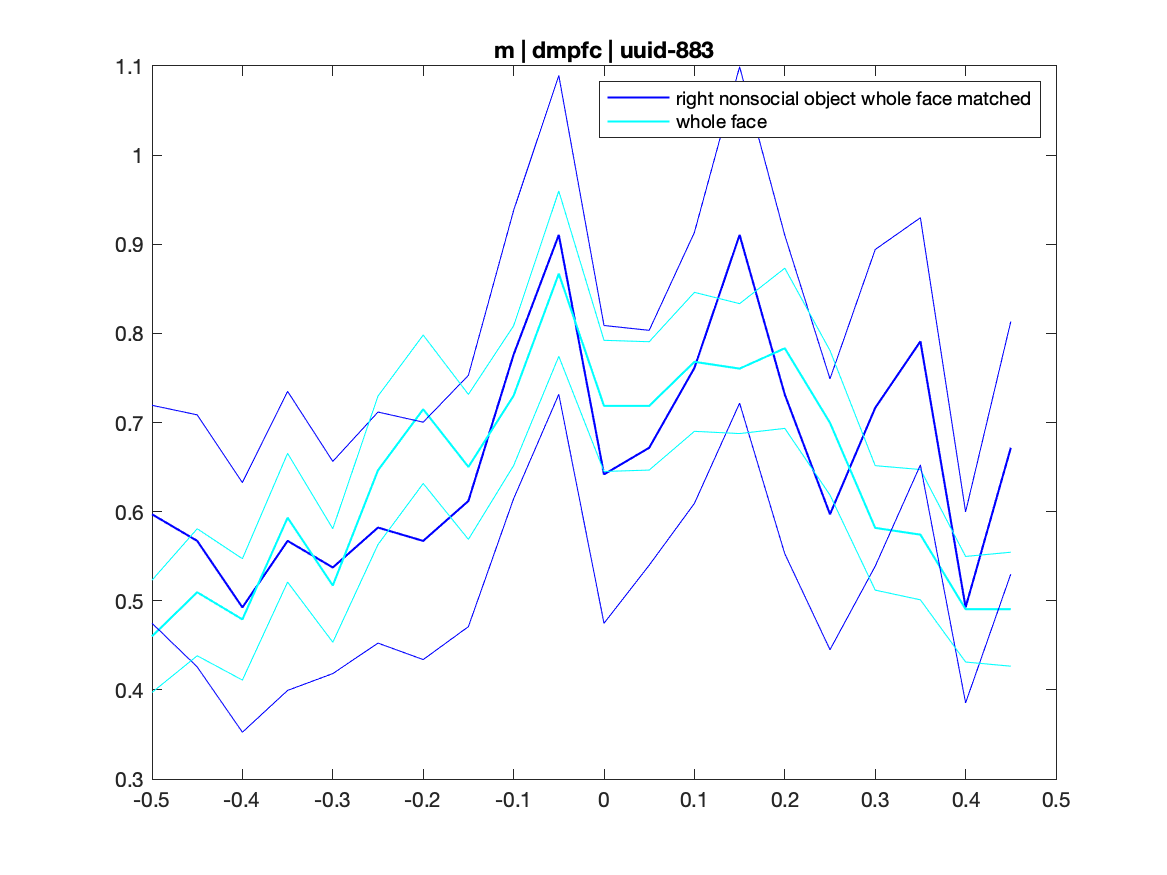 m | dmpfc | uuid-883
right nonsocial object whole face matched
whole face
1.1
1
0.9
0.8
0.7
0.6
0.5
0.4
0.3
-0.5 -0.4 -0.3 -0.2 -0.1 0 0.1 0.2 0.3 0.4 0.5